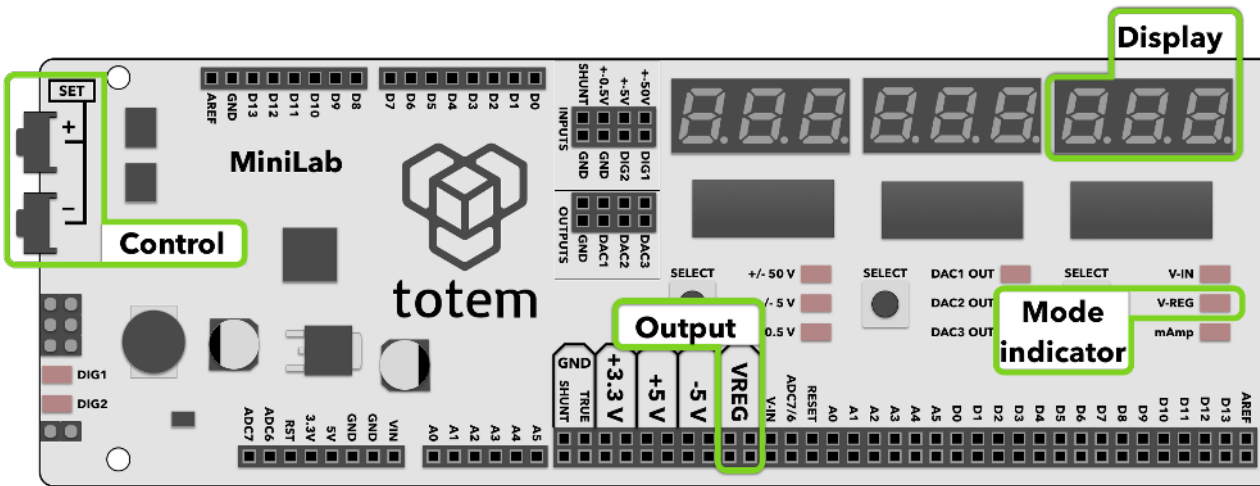 Display
SET
+
−
AREF GND D13 D12 D11 D10 D9 D8
D7 D6 D5 D4 D3 D2 D1 D0
SHUNT +-0.5V +-5V +-50V
INPUTS
GND GND DIG2 DIG1
MiniLab
OUTPUTS
GND DAC1 DAC2 DAC3
Control
totem
SELECT
+/- 50 V
/- 5 V
0.5 V
SELECT
DAC1 OUT
DAC2 OUT
DAC3 OUT
SELECT
V-IN
V-REG
mAmp
Output
Mode
indicator
DIG1
DIG2
GND
SHUNT TRUE
+3.3 V
+5 V
-5 V
VREG
V-IN ADC7/6 RESET A0 A1 A2 A3 A4 A5 D0 D1 D2 D3 D4 D5 D6 D7 D8 D9 D10 D11 D12 D13 AREF
ADC7 ADC6 RST 3.3V 5V GND GND VIN
A0 A1 A2 A3 A4 A5